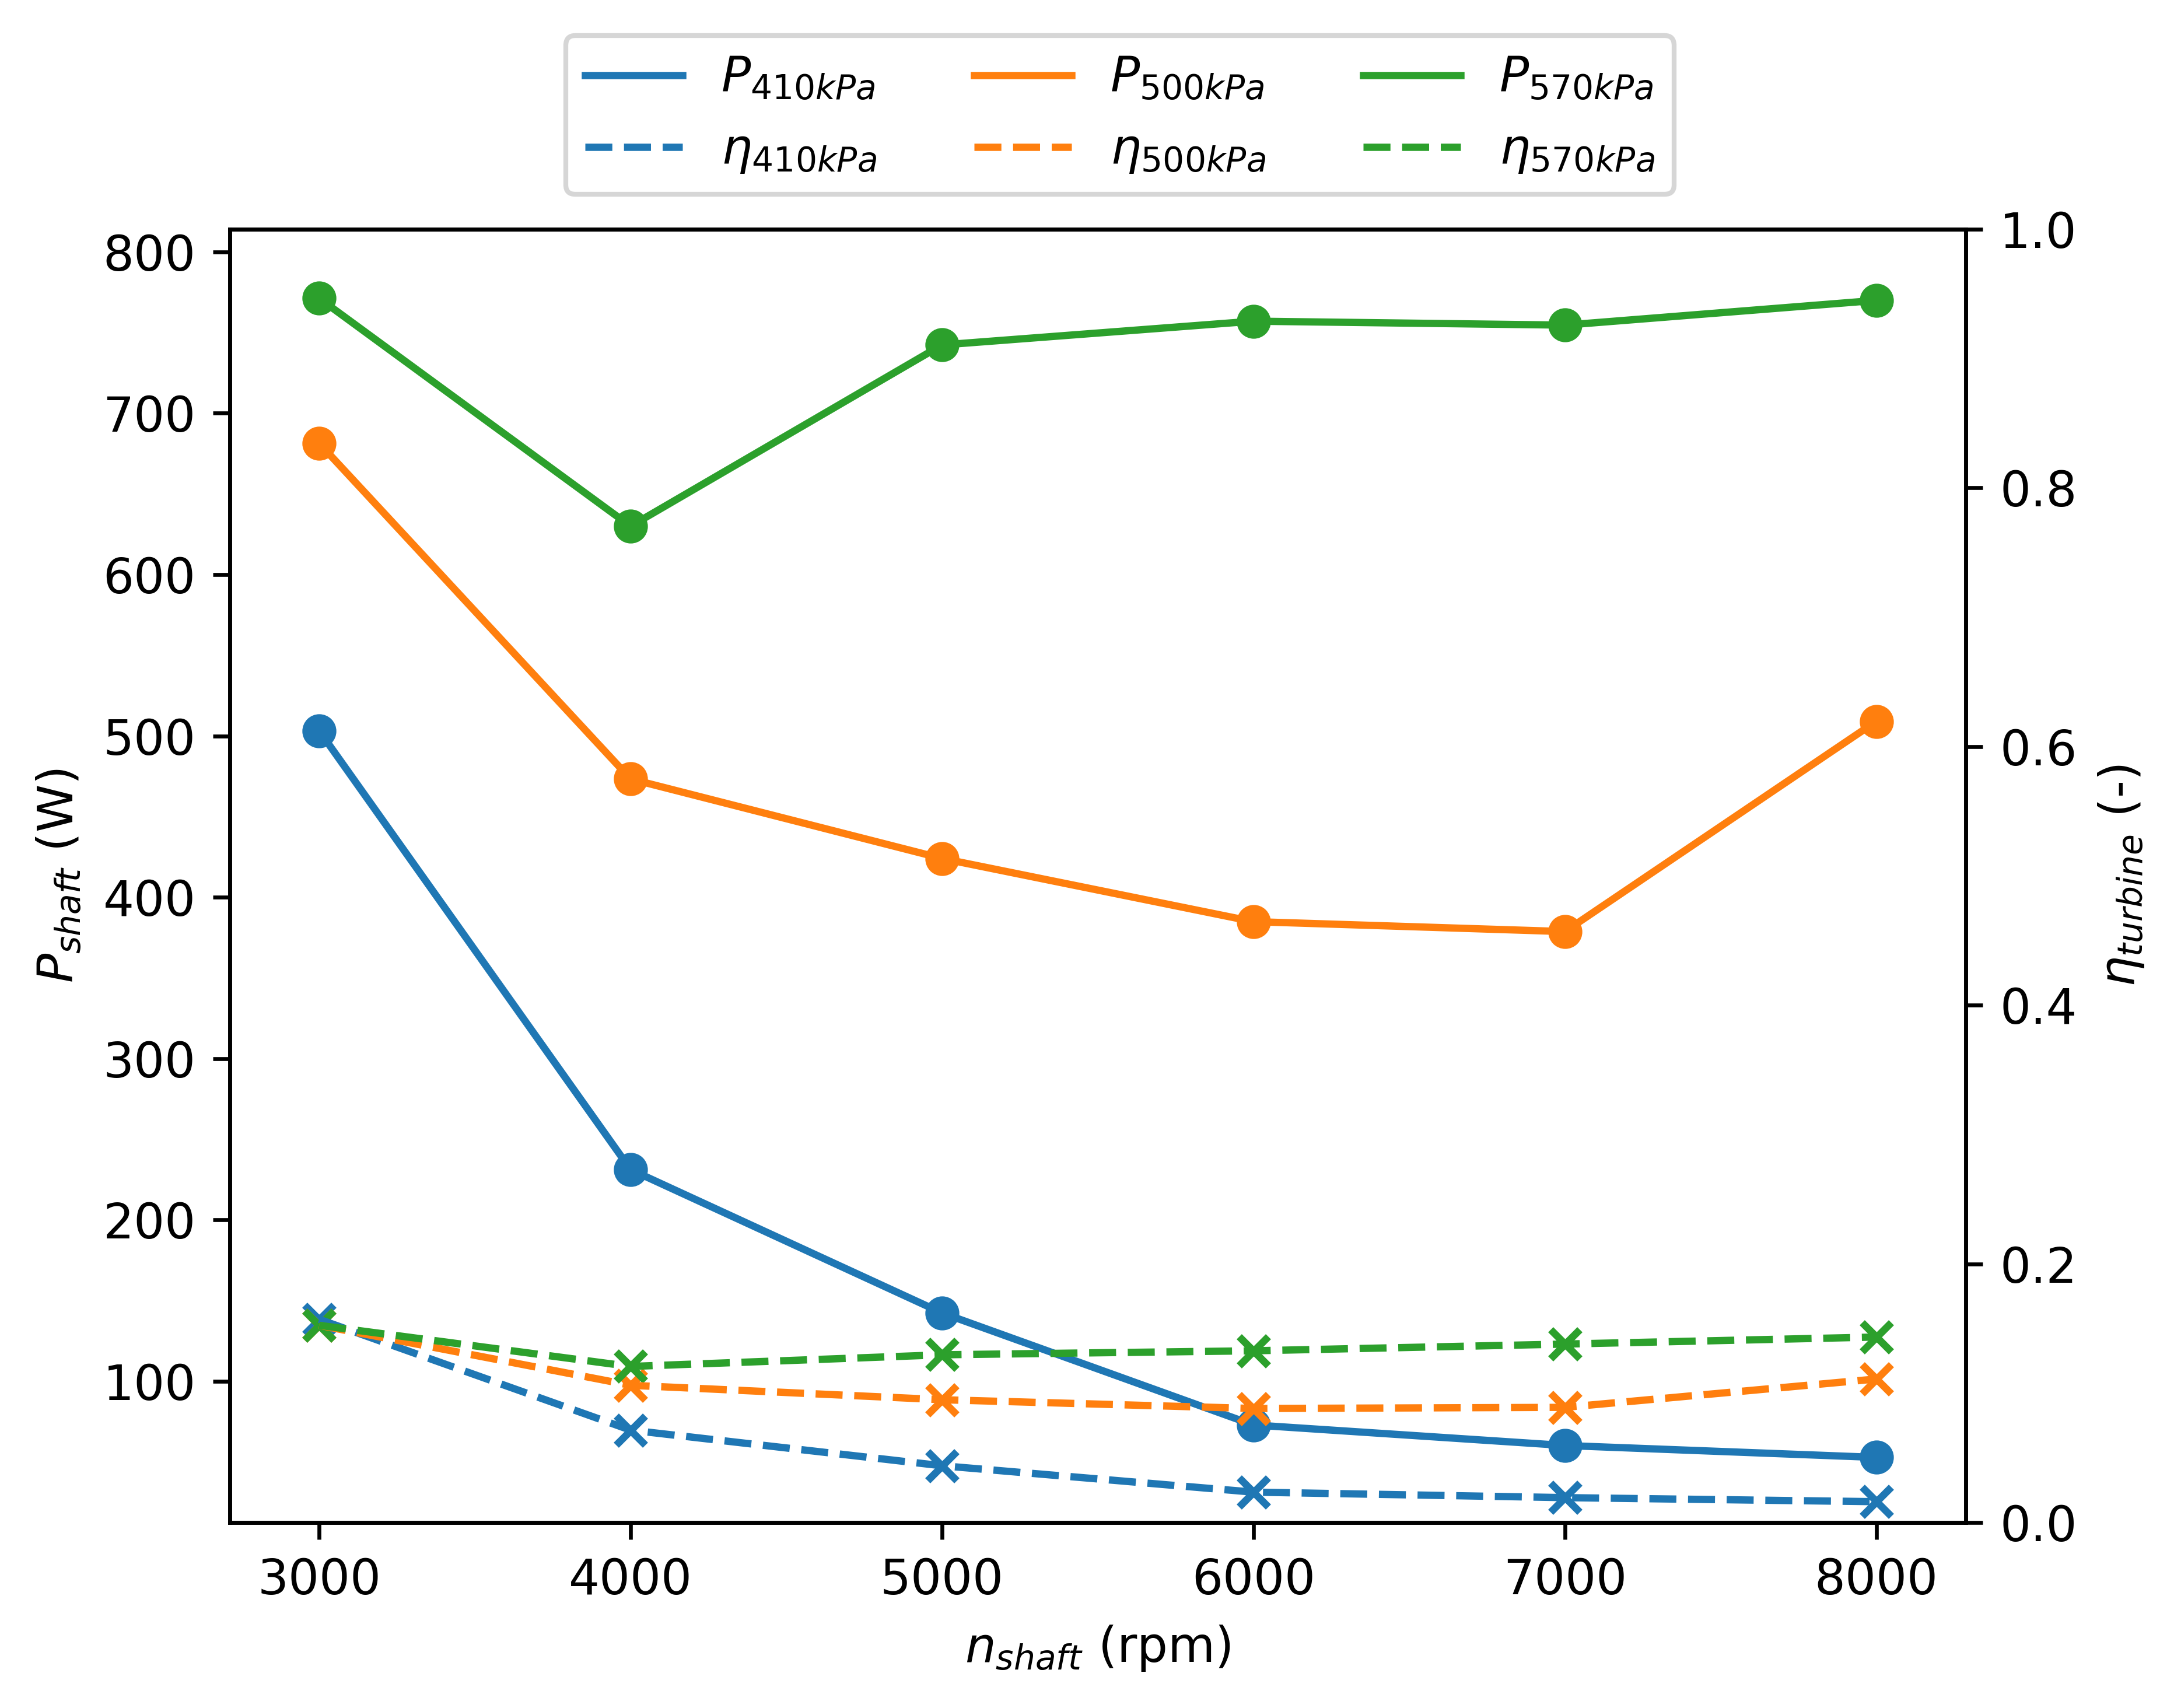 P410kPa P500kPa P570kPa
η410kPa η500kPa η570kPa
800
700
600
500
400
300
200
100
Pshaft (W)
1.0
0.8
0.6
0.4
0.2
0.0
ηturbine (-)
3000 4000 5000 6000 7000 8000
nshaft (rpm)